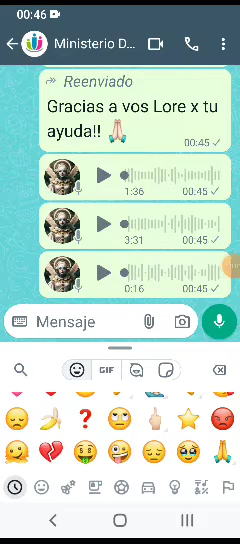 00:46
Ministerio D...
Reenviado
Gracias a vos Lore x tu
ayuda!! 🙏🏻
00:45
1:36 00:45
3:31 00:45
0:16 00:45
Mensaje
GIF